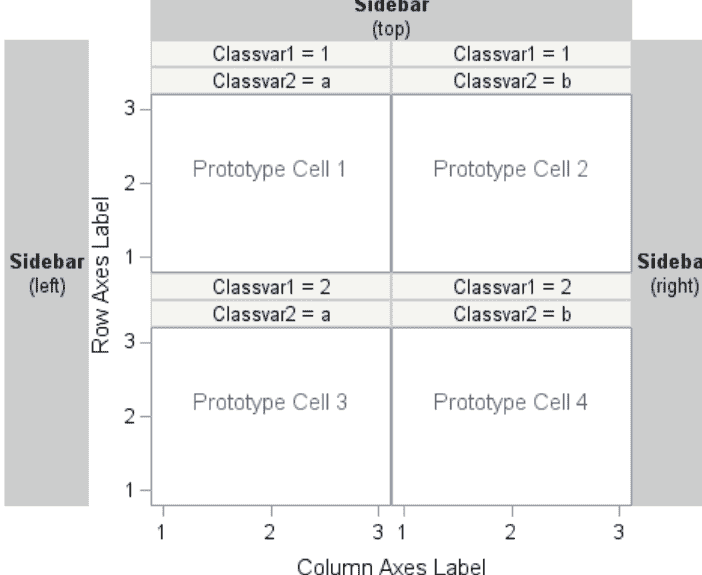 Sidebar
(top)
Classvar1 = 1 Classvar1 = 1
Classvar2 = a Classvar2 = b
3
Prototype Cell 1 Prototype Cell 2
2
1
Sidebar
(left)
Row Axes Label
Sideba
(right)
Classvar1 = 2 Classvar1 = 2
Classvar2 = a Classvar2 = b
3
Prototype Cell 3 Prototype Cell 4
2
1
1 2 3 1 2 3
Column Axes Label